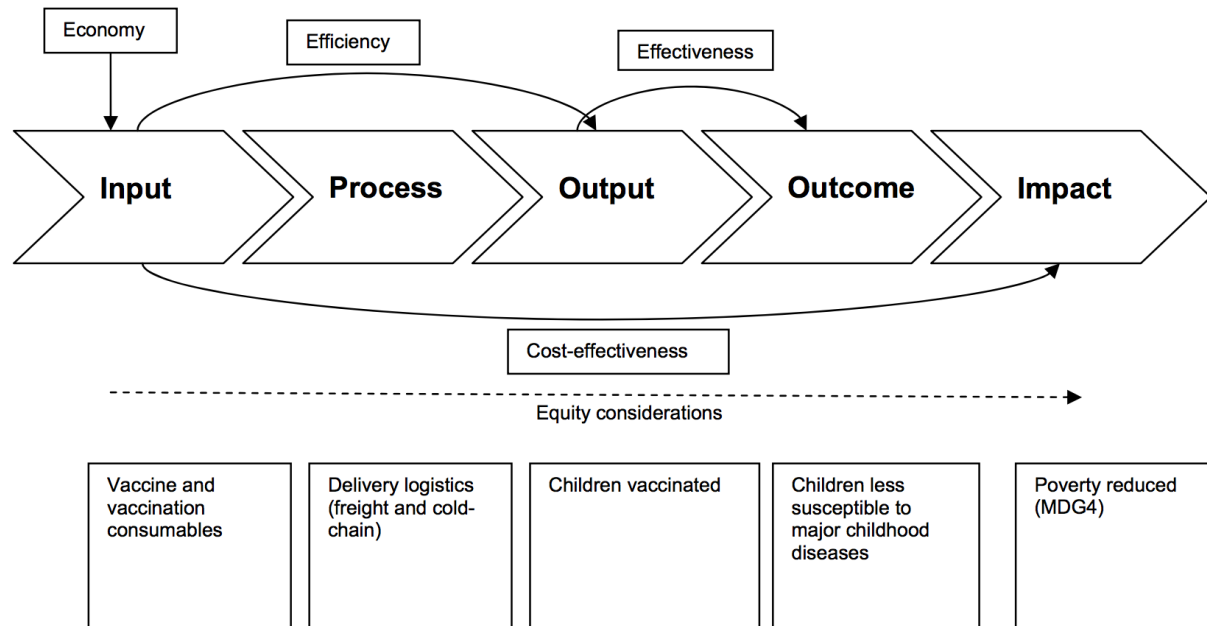 Economy
Efficiency
Effectiveness
Input
Process
Output
Outcome
Impact
Cost-effectiveness
Equity considerations
Vaccine and
vaccination
consumables
Delivery logistics
(freight and cold-
chain)
Children vaccinated
Children less
susceptible to
major childhood
diseases
Poverty reduced
(MDG4)